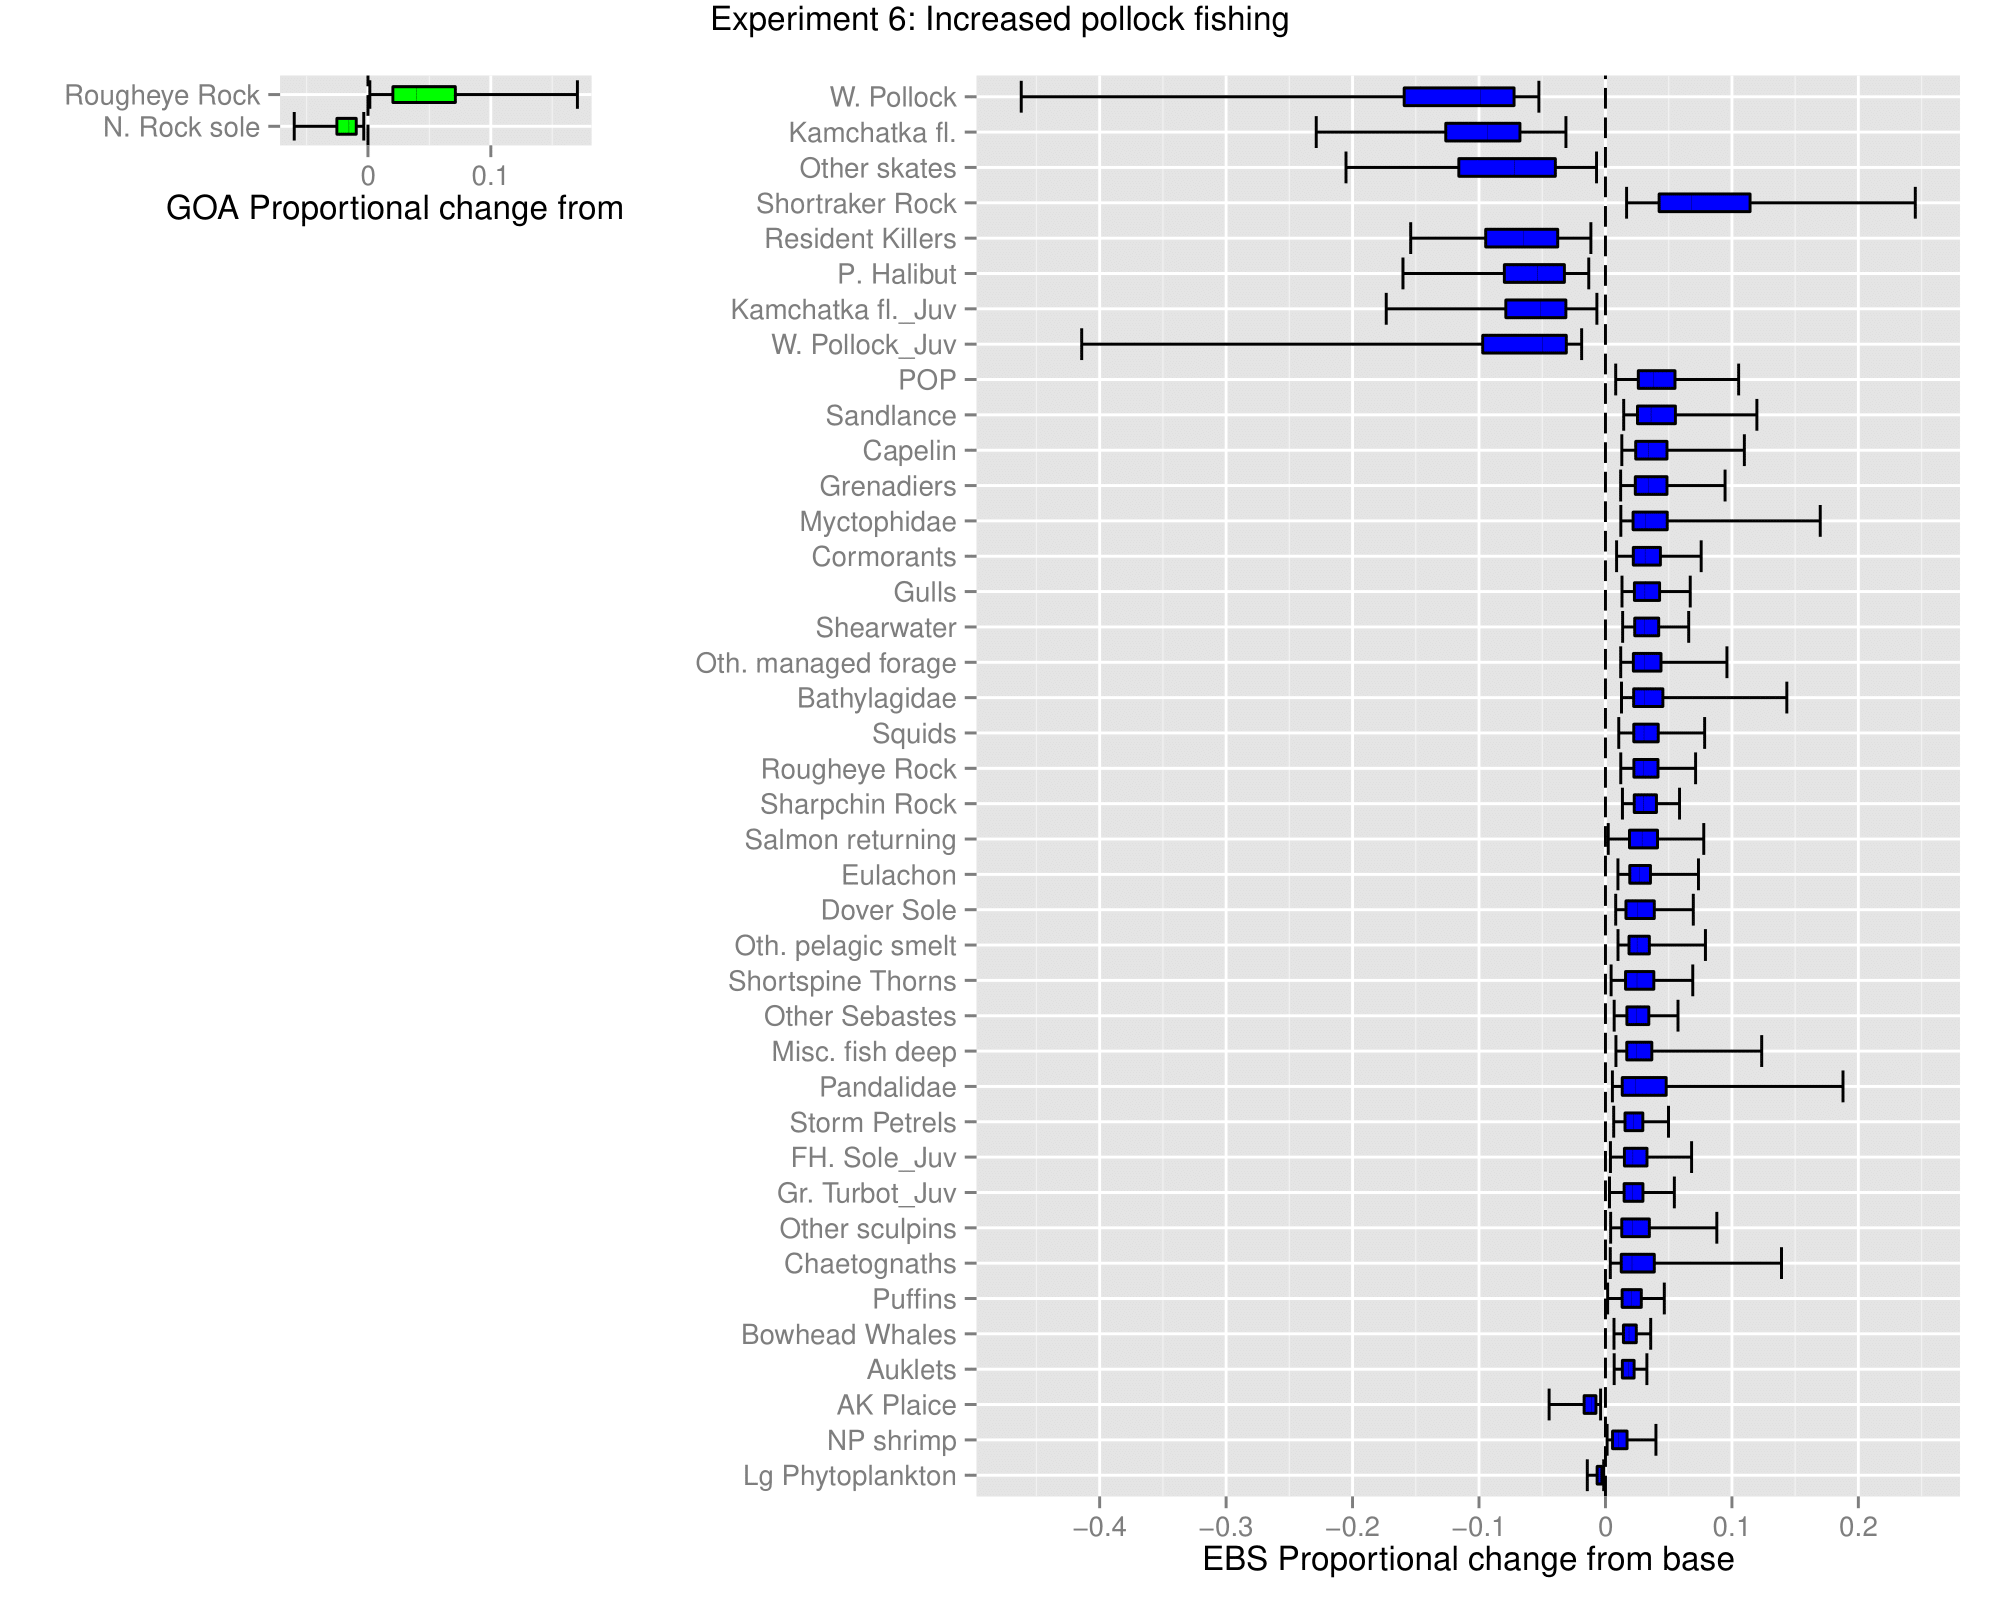 Experiment 6: Increased pollock fishing
Rougheye Rock
N. Rock sole
0 0.1
GOA Proportional change from
W. Pollock
Kamchatka fl.
Other skates
Shortraker Rock
Resident Killers
P. Halibut
Kamchatka fl._Juv
W. Pollock_Juv
POP
Sandlance
Capelin
Grenadiers
Myctophidae
Cormorants
Gulls
Shearwater
Oth. managed forage
Bathylagidae
Squids
Rougheye Rock
Sharpchin Rock
Salmon returning
Eulachon
Dover Sole
Oth. pelagic smelt
Shortspine Thorns
Other Sebastes
Misc. fish deep
Pandalidae
Storm Petrels
FH. Sole_Juv
Gr. Turbot_Juv
Other sculpins
Chaetognaths
Puffins
Bowhead Whales
Auklets
AK Plaice
NP shrimp
Lg Phytoplankton
−0.4 −0.3 −0.2 −0.1 0 0.1 0.2
EBS Proportional change from base